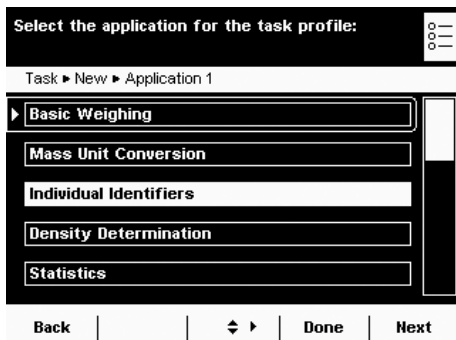 Select the application for the task profile:
Task ▸ New ▸ Application 1
Basic Weighing
Mass Unit Conversion
Individual Identifiers
Density Determination
Statistics
Back Done Next